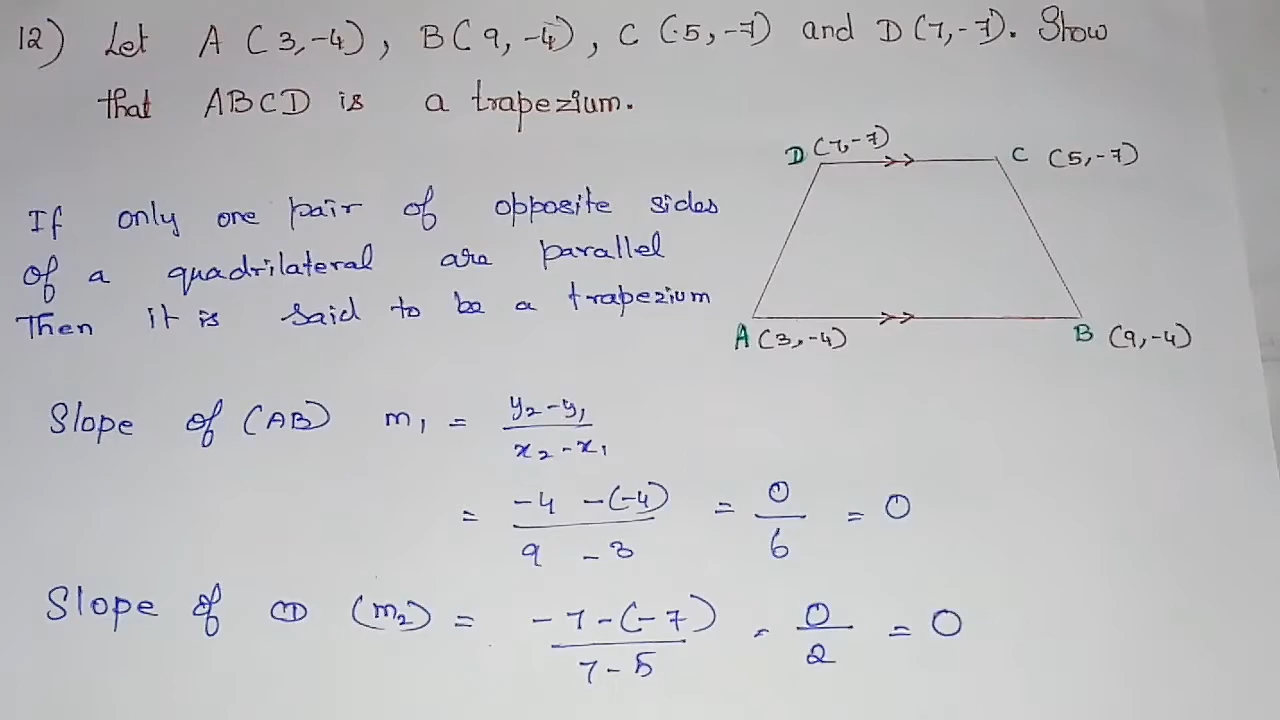 12) Let A (3,-4), B(9,-4), C (5,-7) and D(7,-7). Show
that ABCD is a trapezium.
D (7,-7)
C (5,-7)
If only one pair of opposite sides
of a quadrilateral are parallel
Then it is said to be a trapezium
A (3,-4)
B (9,-4)
Slope of (AB) m₁ = y₂-y₁ / x₂-x₁
= -4 -(-4) / 9 - 3 = 0/6 = 0
Slope of CD (m₂) = -7-(-7) / 7-5 = 0/2 = 0